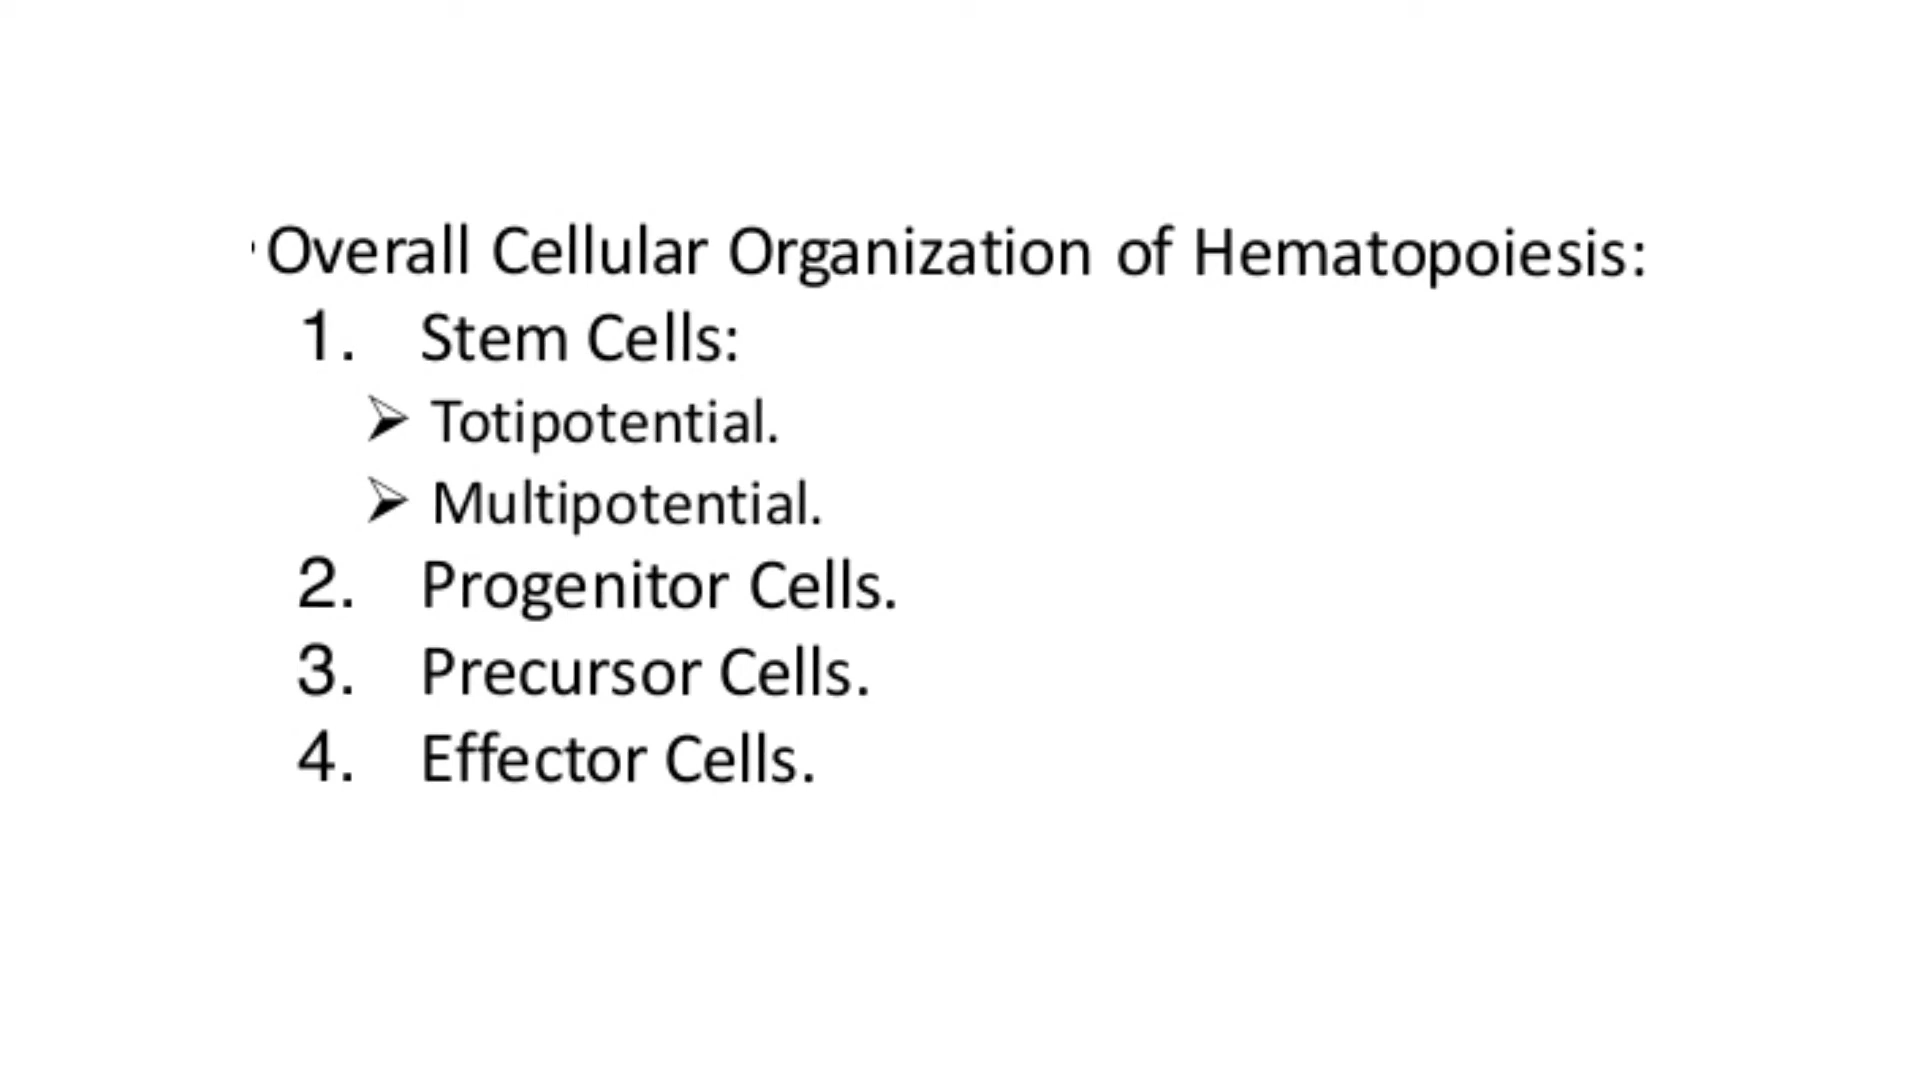 ·Overall Cellular Organization of Hematopoiesis:
1. Stem Cells:
➢ Totipotential.
➢ Multipotential.
2. Progenitor Cells.
3. Precursor Cells.
4. Effector Cells.